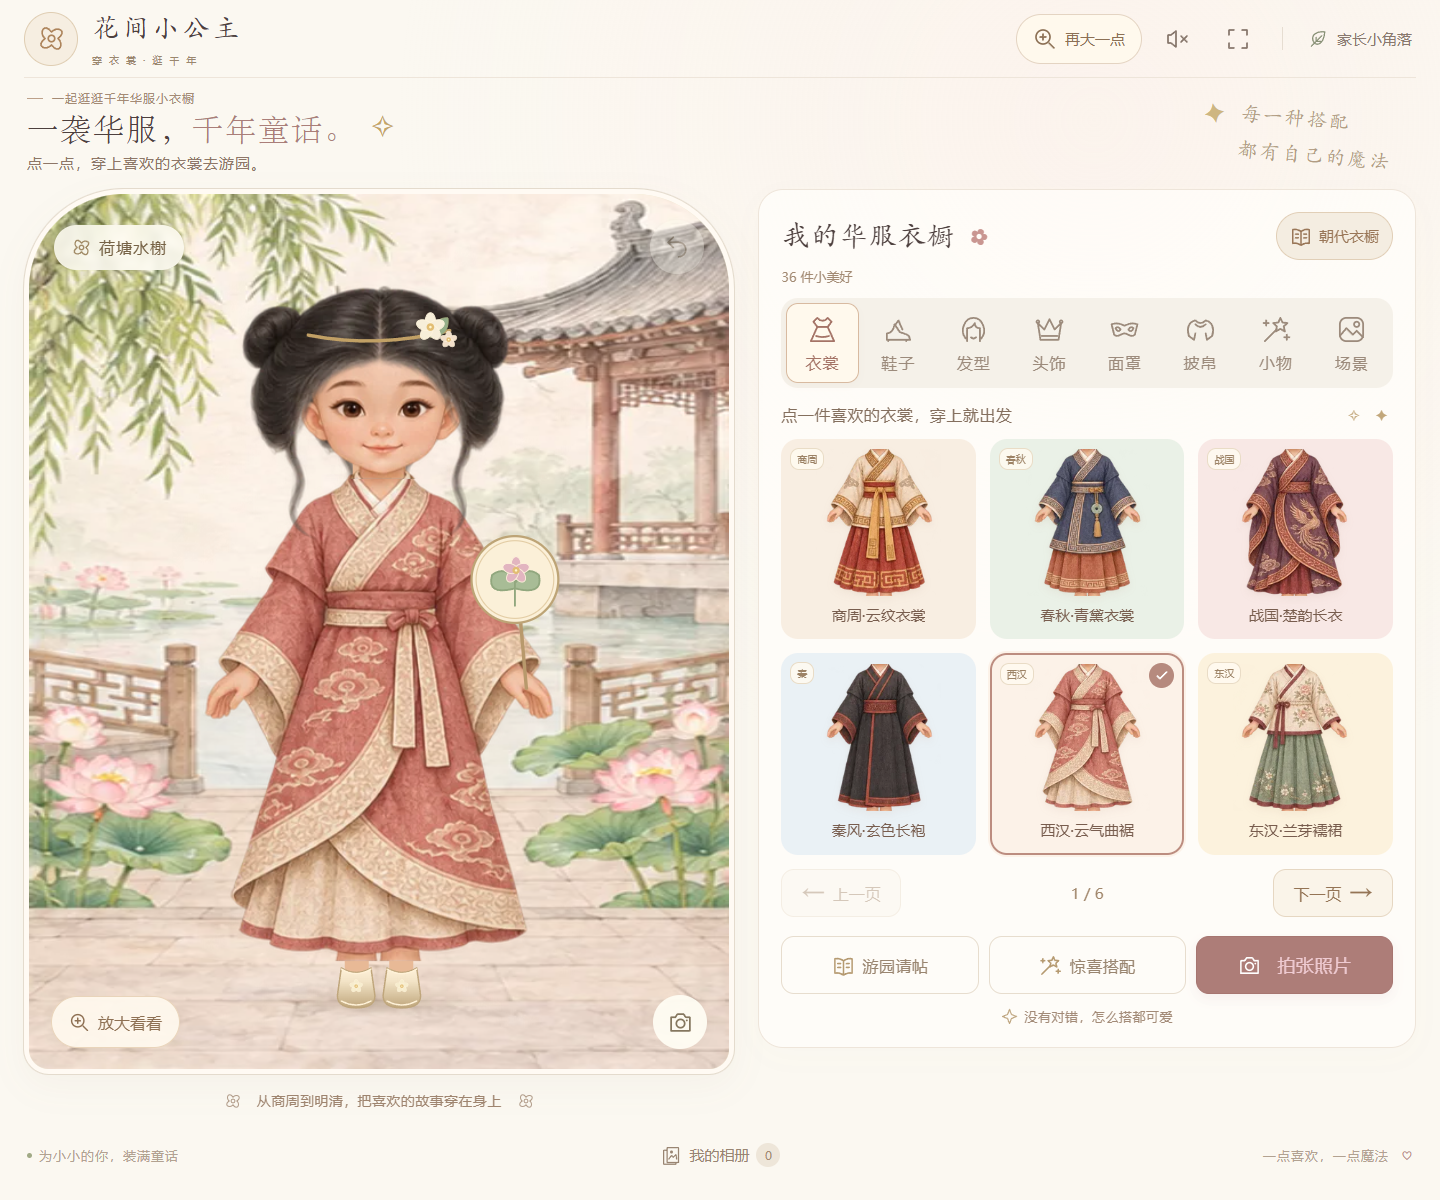 花间小公主
穿衣裳·逛千年
再大一点
家长小角落
一起逛逛千年华服小衣橱
一袭华服，千年童话。
点一点，穿上喜欢的衣裳去游园。
每一种搭配
都有自己的魔法
荷塘水榭
放大看看
从商周到明清，把喜欢的故事穿在身上
我的华服衣橱
朝代衣橱
36 件小美好
衣裳 鞋子 发型 头饰 面罩 披帛 小物 场景
点一件喜欢的衣裳，穿上就出发
商周 春秋 战国
商周·云纹衣裳 春秋·青黛衣裳 战国·楚韵长衣
秦 西汉 东汉
秦风·玄色长袍 西汉·云气曲裾 东汉·兰芽襦裙
上一页 1 / 6 下一页
游园请帖 惊喜搭配 拍张照片
没有对错，怎么搭都可爱
为小小的你，装满童话
我的相册 0
一点喜欢，一点魔法